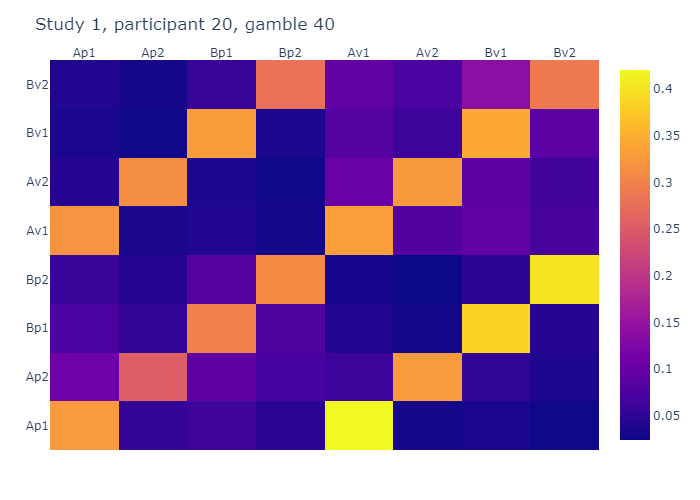 Study 1, participant 20, gamble 40
Ap1 Ap2 Bp1 Bp2 Av1 Av2 Bv1 Bv2
Bv2
Bv1
Av2
Av1
Bp2
Bp1
Ap2
Ap1
0.4
0.35
0.3
0.25
0.2
0.15
0.1
0.05